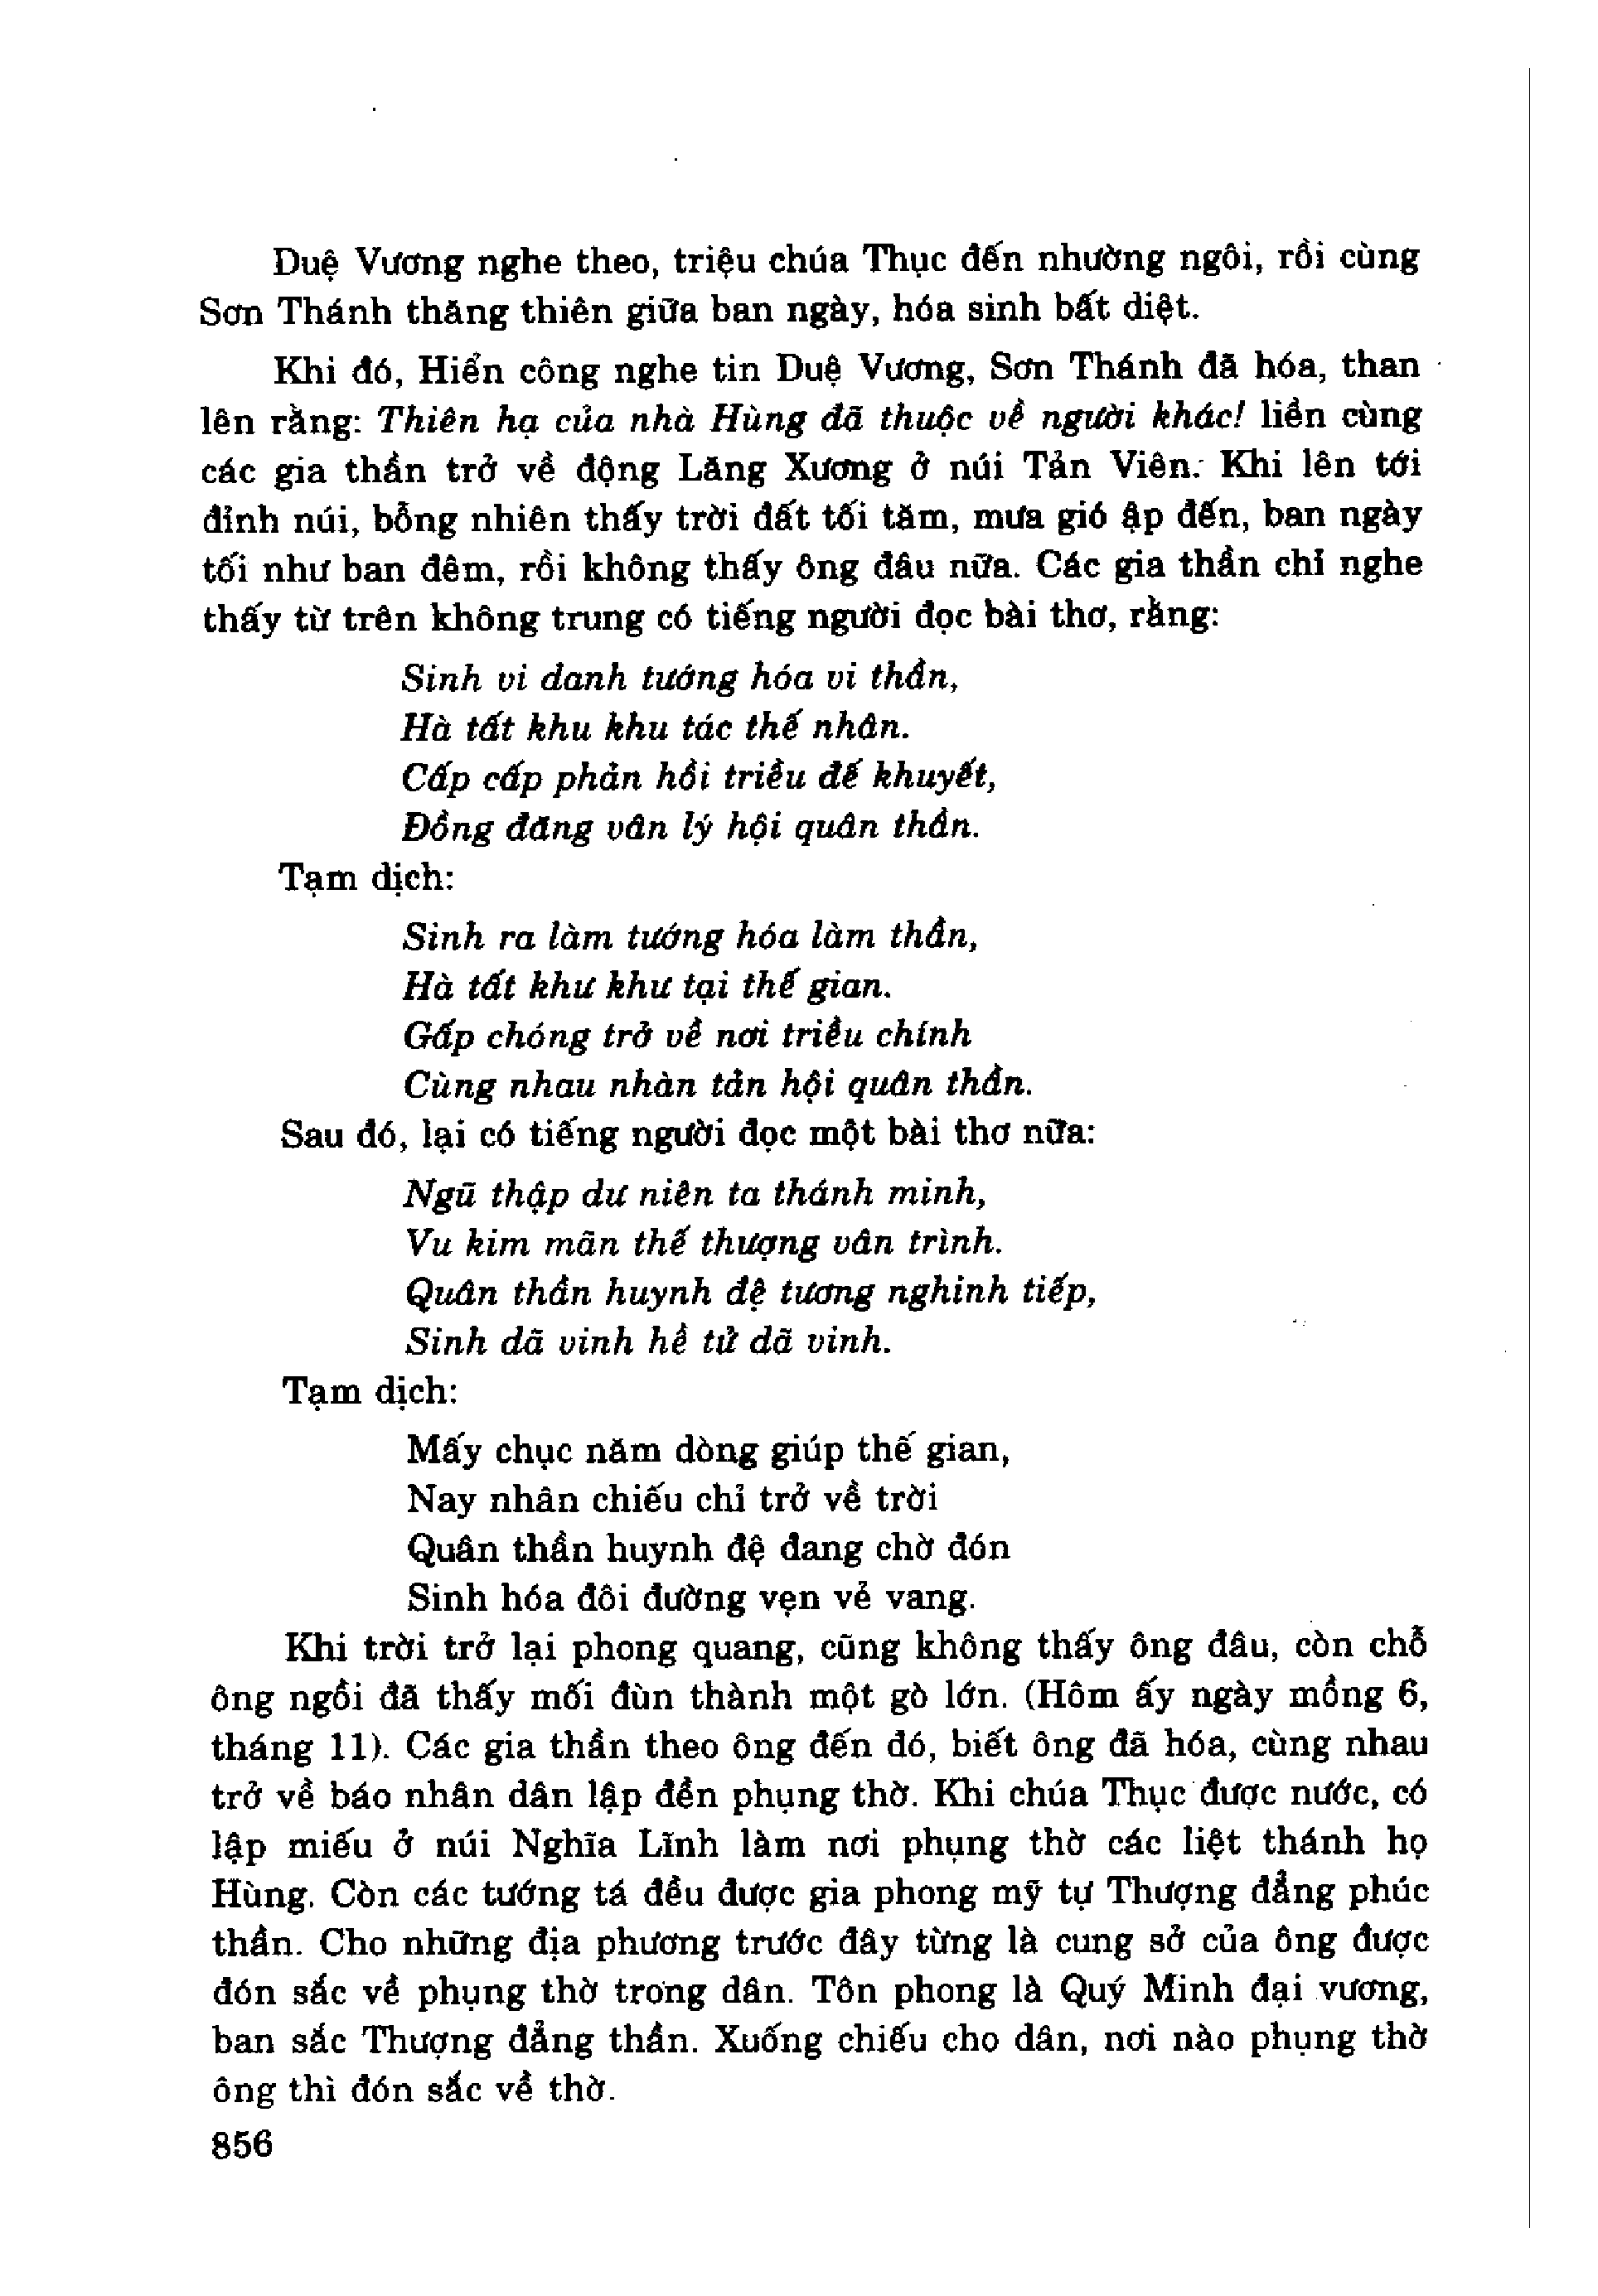 Duệ Vương nghe theo, triệu chúa Thục đến nhường ngôi, rồi cùng
Sơn Thánh thăng thiên giữa ban ngày, hóa sinh bất diệt.
Khi đó, Hiển công nghe tin Duệ Vương, Sơn Thánh đã hóa, than
lên rằng: Thiên hạ của nhà Hùng đã thuộc về người khác! liền cùng
các gia thần trở về động Lăng Xương ở núi Tản Viên. Khi lên tới
đỉnh núi, bỗng nhiên thấy trời đất tối tăm, mưa gió ập đến, ban ngày
tối như ban đêm, rồi không thấy ông đâu nữa. Các gia thần chỉ nghe
thấy từ trên không trung có tiếng người đọc bài thơ, rằng:
Sinh vi danh tướng hóa vi thần,
Hà tất khu khu tác thế nhân.
Cấp cấp phản hồi triều đế khuyết,
Đồng đăng vân lý hội quân thần.
Tạm dịch:
Sinh ra làm tướng hóa làm thần,
Hà tất khư khư tại thế gian.
Gấp chóng trở về nơi triều chính
Cùng nhau nhàn tản hội quân thần.
Sau đó, lại có tiếng người đọc một bài thơ nữa:
Ngũ thập dư niên ta thánh minh,
Vu kim mãn thế thượng vân trình.
Quân thần huynh đệ tương nghinh tiếp,
Sinh dã vinh hề tử dã vinh.
Tạm dịch:
Mấy chục năm dòng giúp thế gian,
Nay nhân chiếu chỉ trở về trời
Quân thần huynh đệ đang chờ đón
Sinh hóa đôi đường vẹn vẻ vang.
Khi trời trở lại phong quang, cũng không thấy ông đâu, còn chỗ
ông ngồi đã thấy mối đùn thành một gò lớn. (Hôm ấy ngày mồng 6,
tháng 11). Các gia thần theo ông đến đó, biết ông đã hóa, cùng nhau
trở về báo nhân dân lập đền phụng thờ. Khi chúa Thục được nước, có
lập miếu ở núi Nghĩa Lĩnh làm nơi phụng thờ các liệt thánh họ
Hùng. Còn các tướng tá đều được gia phong mỹ tự Thượng đẳng phúc
thần. Cho những địa phương trước đây từng là cung sở của ông được
đón sắc về phụng thờ trong dân. Tôn phong là Quý Minh đại vương,
ban sắc Thượng đẳng thần. Xuống chiếu cho dân, nơi nào phụng thờ
ông thì đón sắc về thờ.
856